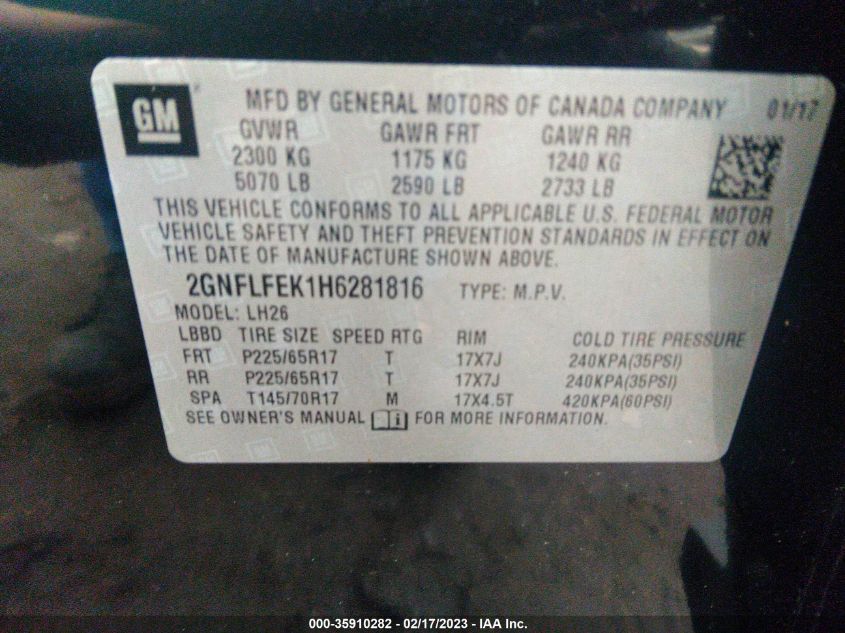 GM
MFD BY GENERAL MOTORS OF CANADA COMPANY 01/17
GVWR GAWR FRT GAWR RR
2300 KG 1175 KG 1240 KG
5070 LB 2590 LB 2733 LB
THIS VEHICLE CONFORMS TO ALL APPLICABLE U.S. FEDERAL MOTOR
VEHICLE SAFETY AND THEFT PREVENTION STANDARDS IN EFFECT ON
THE DATE OF MANUFACTURE SHOWN ABOVE.
2GNFLFEK1H6281816 TYPE: M.P.V.
MODEL: LH26
LBBD TIRE SIZE SPEED RTG RIM COLD TIRE PRESSURE
FRT P225/65R17 T 17X7J 240KPA(35PSI)
RR P225/65R17 T 17X7J 240KPA(35PSI)
SPA T145/70R17 M 17X4.5T 420KPA(60PSI)
SEE OWNER'S MANUAL i FOR MORE INFORMATION.
000-35910282 - 02/17/2023 - IAA Inc.